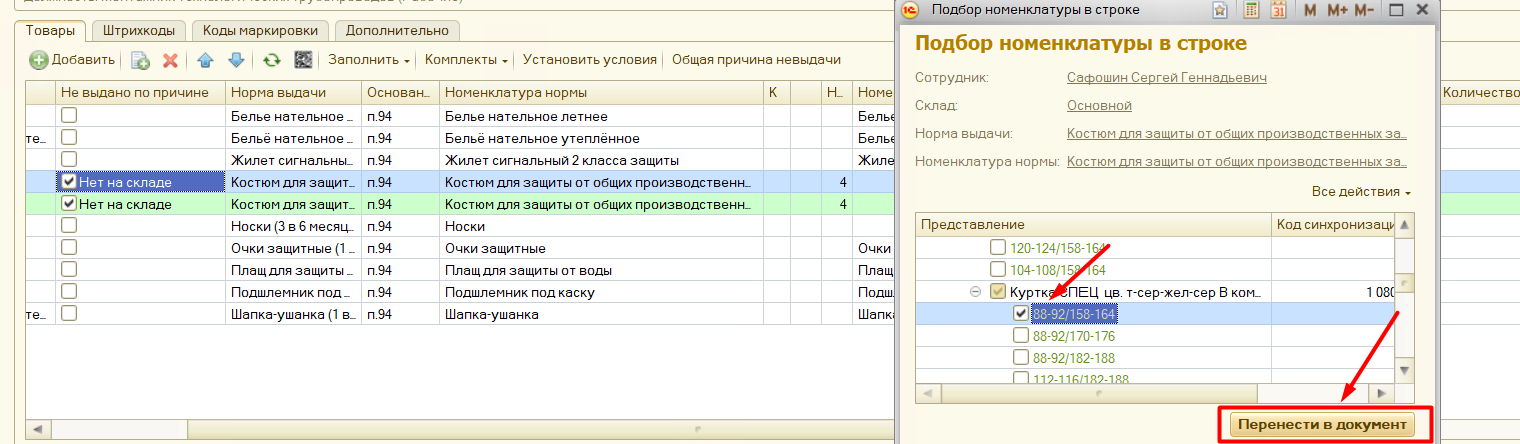 Подбор номенклатуры в строке
M M+ M-
Товары Штрихкоды Коды маркировки Дополнительно
Добавить Заполнить Комплекты Установить условия Общая причина невыдачи
Не выдано по причине Норма выдачи Основан... Номенклатура нормы К Н... Номе
Белье нательное ... п.94 Белье нательное летнее Белье
те... Бельё нательное ... п.94 Бельё нательное утеплённое Бельё
Жилет сигнальны... п.94 Жилет сигнальный 2 класса защиты Жиле
Нет на складе Костюм для защит... п.94 Костюм для защиты от общих производственн... 4
Нет на складе Костюм для защит... п.94 Костюм для защиты от общих производственн... 4
Носки (3 в 6 месяц... п.94 Носки
Очки защитные (1 ... п.94 Очки защитные Очки
Плащ для защиты ... п.94 Плащ для защиты от воды Плащ
Подшлемник под ... п.94 Подшлемник под каску Подш
те... Шапка-ушанка (1 в... п.94 Шапка-ушанка Шапка
Подбор номенклатуры в строке
Сотрудник: Сафошин Сергей Геннадьевич
Склад: Основной
Норма выдачи: Костюм для защиты от общих производственных за...
Номенклатура нормы: Костюм для защиты от общих производственных за...
Все действия
Представление Код синхронизаци
120-124/158-164
104-108/158-164
Куртка СПЕЦ цв. т-сер-жел-сер В ком... 1 080
88-92/158-164
88-92/170-176
88-92/182-188
112-116/182-188
Перенести в документ
Количество